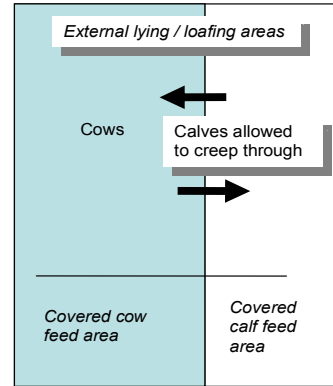 External lying / loafing areas
Cows
Calves allowed
to creep through
Covered cow
feed area
Covered
calf feed
area